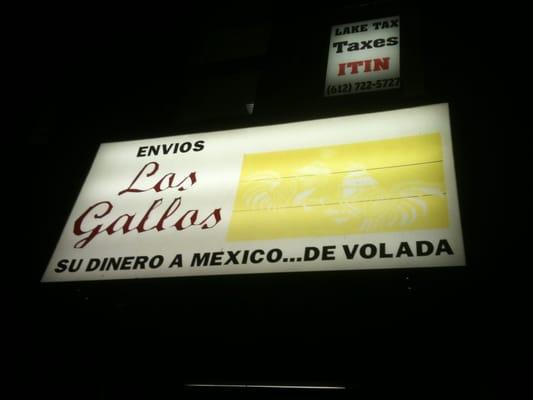 LAKE TAX
Taxes
ITIN
(612) 722-5727
ENVIOS
Los
Gallos
SU DINERO A MEXICO...DE VOLADA